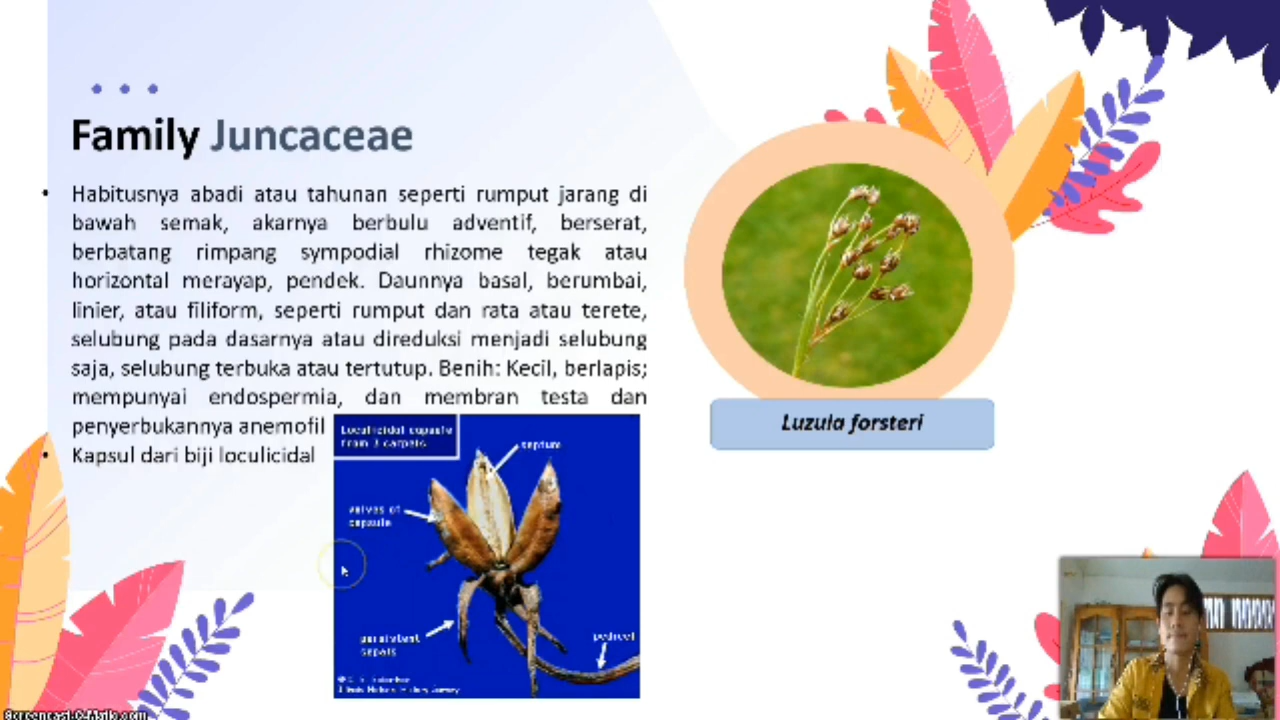 Family Juncaceae
• Habitusnya abadi atau tahunan seperti rumput jarang di
bawah semak, akarnya berbulu adventif, berserat,
berbatang rimpang sympodial rhizome tegak atau
horizontal merayap, pendek. Daunnya basal, berumbai,
linier, atau filiform, seperti rumput dan rata atau terete,
selubung pada dasarnya atau direduksi menjadi selubung
saja, selubung terbuka atau tertutup. Benih: Kecil, berlapis;
mempunyai endospermia, dan membran testa dan
penyerbukannya anemofil
• Kapsul dari biji loculicidal
Loculicidal capsule
from 3 carpels
septum
valves of
capsule
persistent
sepals
pedicel
Luzula forsteri